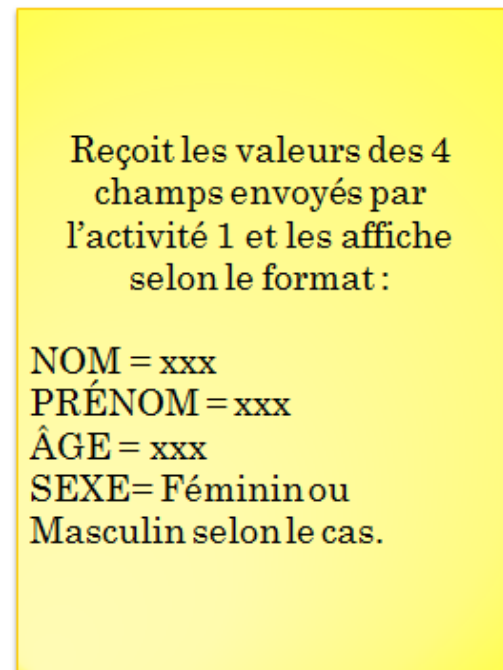 Reçoit les valeurs des 4
champs envoyés par
l’activité 1 et les affiche
selon le format :
NOM = xxx
PRÉNOM = xxx
ÂGE = xxx
SEXE= Féminin ou
Masculin selon le cas.